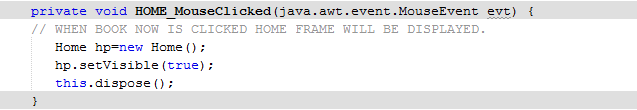 private void HOME_MouseClicked(java.awt.event.MouseEvent evt) {
// WHEN BOOK NOW IS CLICKED HOME FRAME WILL BE DISPLAYED.
Home hp=new Home();
hp.setVisible(true);
this.dispose();
}